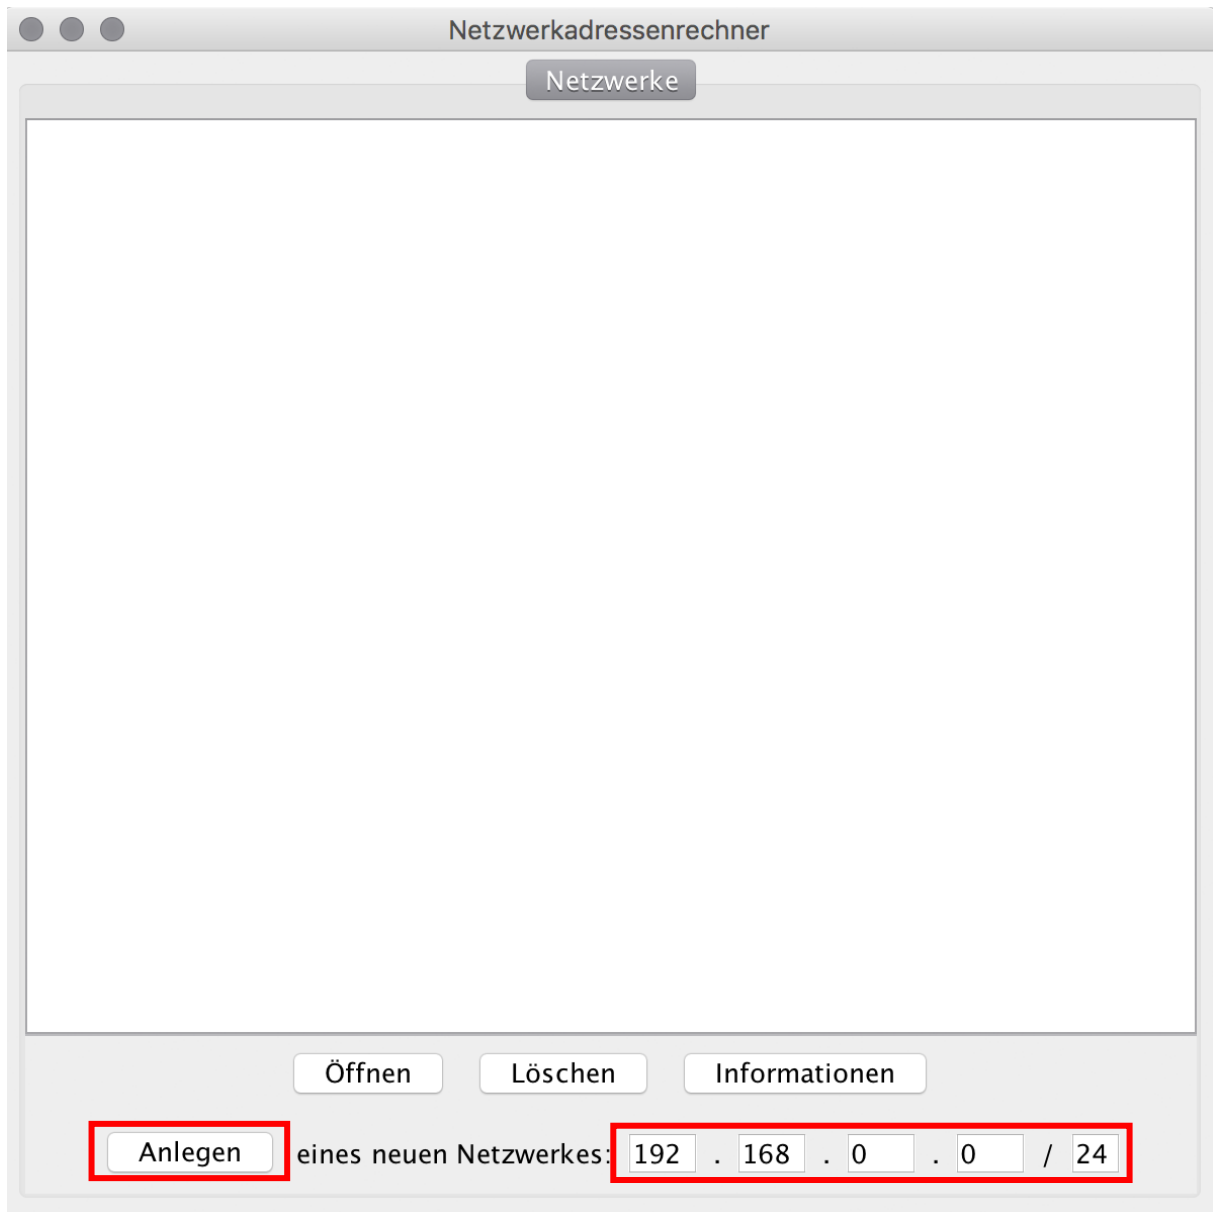 Netzwerkadressenrechner
Netzwerke
Öffnen Löschen Informationen
Anlegen eines neuen Netzwerkes: 192 . 168 . 0 . 0 / 24